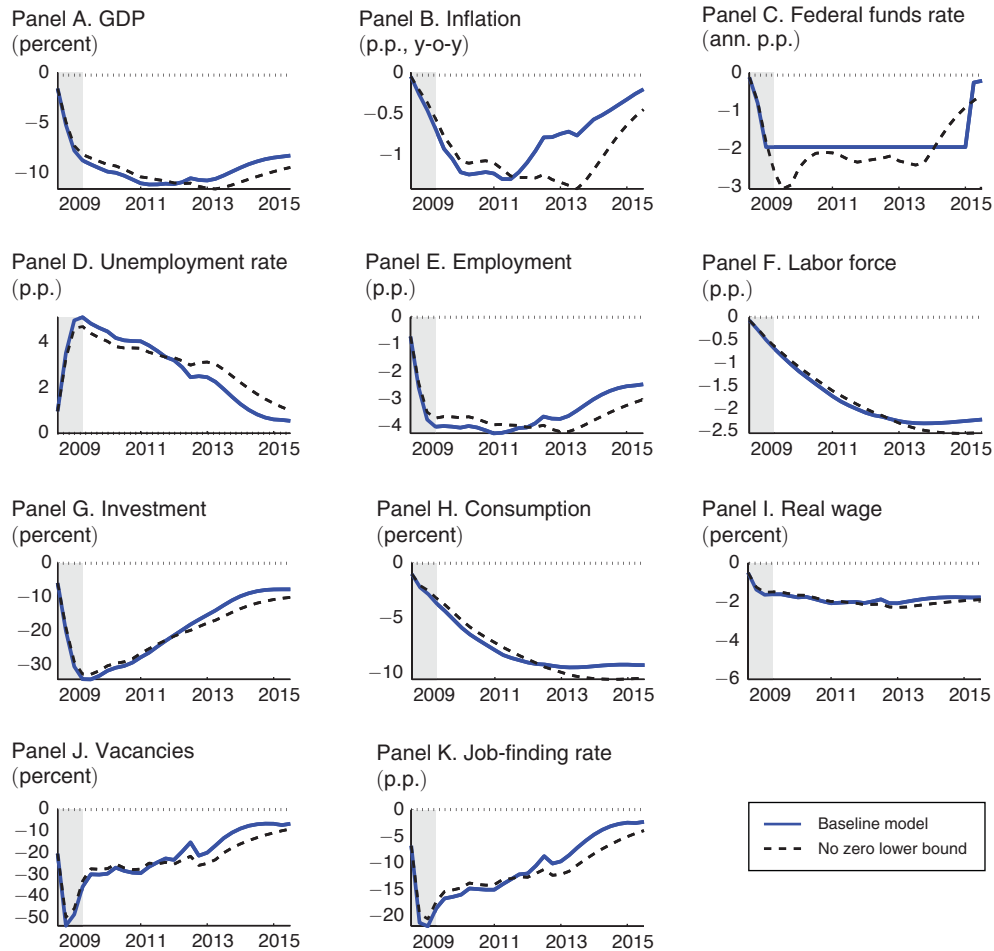 Panel A. GDP
(percent)
0
−5
−10
2009 2011 2013 2015
Panel B. Inflation
(p.p., y-o-y)
0
−0.5
−1
2009 2011 2013 2015
Panel C. Federal funds rate
(ann. p.p.)
0
−1
−2
−3
2009 2011 2013 2015
Panel D. Unemployment rate
(p.p.)
4
2
0
2009 2011 2013 2015
Panel E. Employment
(p.p.)
0
−1
−2
−3
−4
2009 2011 2013 2015
Panel F. Labor force
(p.p.)
0
−0.5
−1
−1.5
−2
−2.5
2009 2011 2013 2015
Panel G. Investment
(percent)
0
−10
−20
−30
2009 2011 2013 2015
Panel H. Consumption
(percent)
0
−5
−10
2009 2011 2013 2015
Panel I. Real wage
(percent)
0
−2
−4
−6
2009 2011 2013 2015
Panel J. Vacancies
(percent)
0
−10
−20
−30
−40
−50
2009 2011 2013 2015
Panel K. Job-finding rate
(p.p.)
0
−5
−10
−15
−20
2009 2011 2013 2015
Baseline model
No zero lower bound